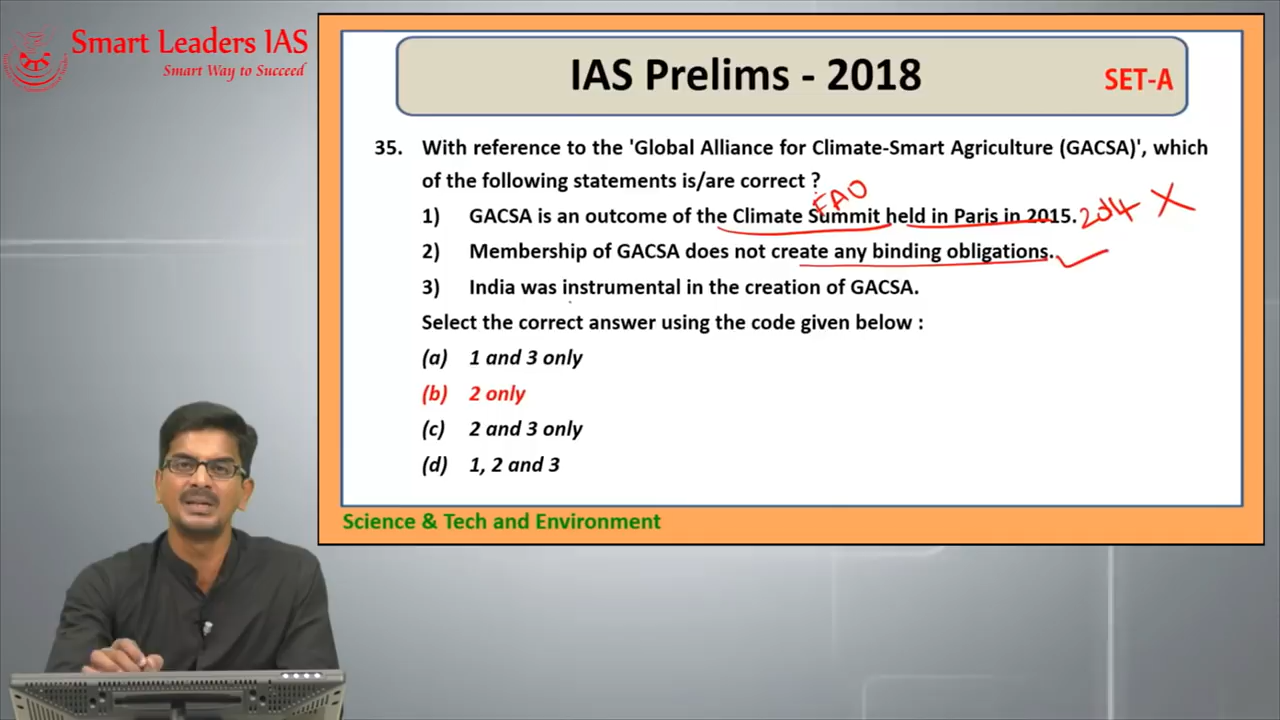 Smart Leaders IAS
Smart Way to Succeed
IAS Prelims - 2018
SET-A
35. With reference to the 'Global Alliance for Climate-Smart Agriculture (GACSA)', which
of the following statements is/are correct ?
FAO
1) GACSA is an outcome of the Climate Summit held in Paris in 2015. 2014 X
2) Membership of GACSA does not create any binding obligations.
3) India was instrumental in the creation of GACSA.
Select the correct answer using the code given below :
(a) 1 and 3 only
(b) 2 only
(c) 2 and 3 only
(d) 1, 2 and 3
Science & Tech and Environment